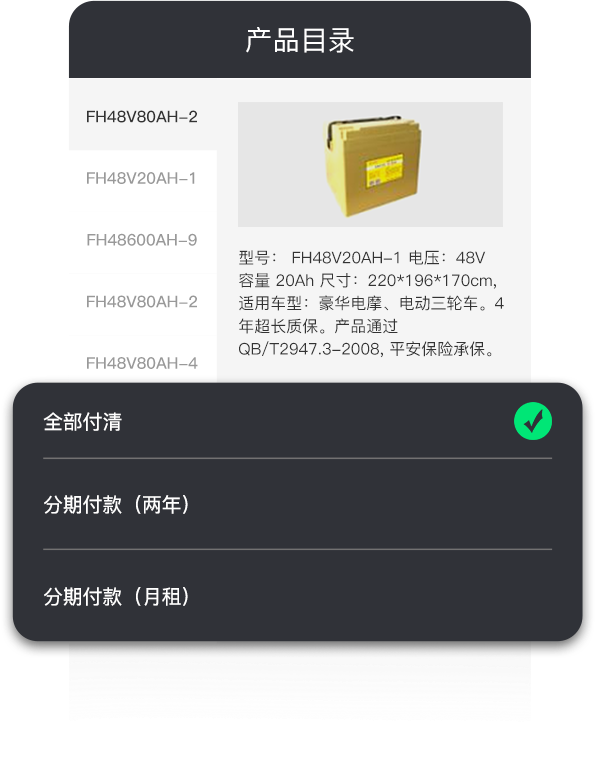 产品目录
FH48V80AH-2
FH48V20AH-1
FH48600AH-9
FH48V80AH-2
FH48V80AH-4
型号： FH48V20AH-1 电压：48V
容量 20Ah 尺寸：220*196*170cm,
适用车型：豪华电摩、电动三轮车。4
年超长质保。产品通过
QB/T2947.3-2008, 平安保险承保。
全部付清
分期付款（两年）
分期付款（月租）